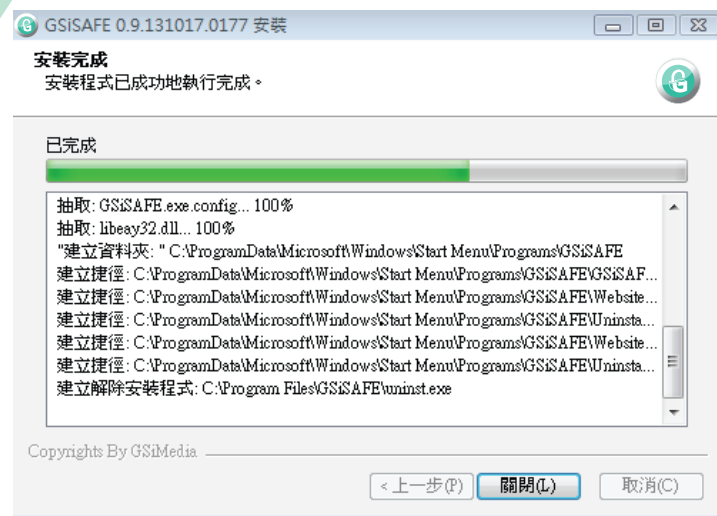 GSiSAFE 0.9.131017.0177 安裝
安裝完成
安裝程式已成功地執行完成。
已完成
抽取: GSiSAFE.exe.config... 100%
抽取: libeay32.dll... 100%
"建立資料夾: " C:\ProgramData\Microsoft\Windows\Start Menu\Programs\GSiSAFE
建立捷徑: C:\ProgramData\Microsoft\Windows\Start Menu\Programs\GSiSAFE\GSiSAF...
建立捷徑: C:\ProgramData\Microsoft\Windows\Start Menu\Programs\GSiSAFE\Website...
建立捷徑: C:\ProgramData\Microsoft\Windows\Start Menu\Programs\GSiSAFE\Uninsta...
建立捷徑: C:\ProgramData\Microsoft\Windows\Start Menu\Programs\GSiSAFE\Website...
建立捷徑: C:\ProgramData\Microsoft\Windows\Start Menu\Programs\GSiSAFE\Uninsta...
建立解除安裝程式: C:\Program Files\GSiSAFE\uninst.exe
Copyrights By GSiMedia
<上一步(P) 關閉(L) 取消(C)